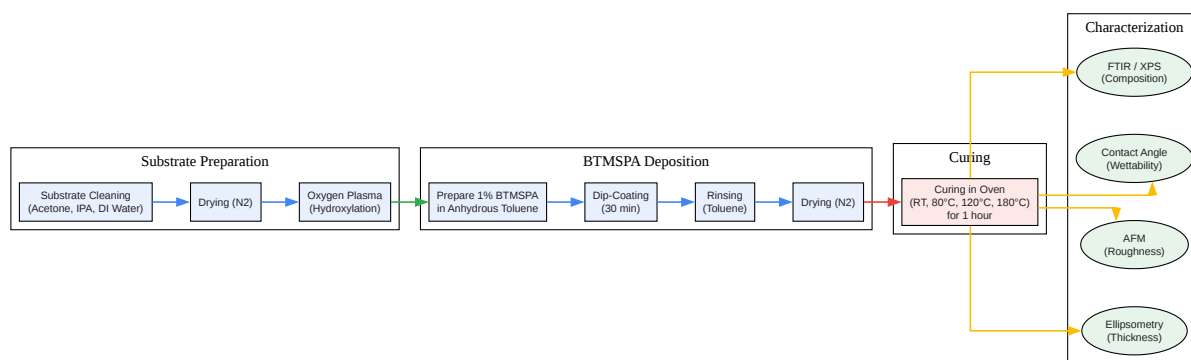 Substrate Preparation
Substrate Cleaning
(Acetone, IPA, DI Water)
Drying (N2)
Oxygen Plasma
(Hydroxylation)
BTMSPA Deposition
Prepare 1% BTMSPA
in Anhydrous Toluene
Dip-Coating
(30 min)
Rinsing
(Toluene)
Drying (N2)
Curing
Curing in Oven
(RT, 80°C, 120°C, 180°C)
for 1 hour
Characterization
FTIR / XPS
(Composition)
Contact Angle
(Wettability)
AFM
(Roughness)
Ellipsometry
(Thickness)